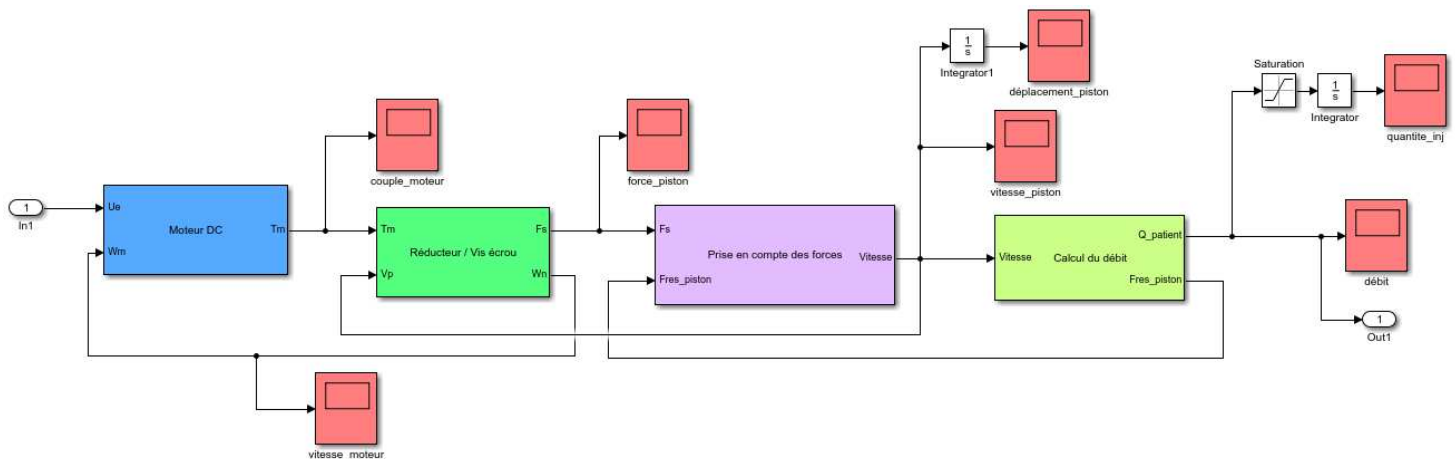 1
s
Integrator1
déplacement_piston
Saturation
1
s
Integrator
quantite_inj
couple_moteur
force_piston
vitesse_piston
1
In1
Ue
Wm
Moteur DC
Tm
Tm
Vp
Réducteur / Vis écrou
Fs
Wn
Fs
Fres_piston
Prise en compte des forces
Vitesse
Vitesse
Calcul du débit
Q_patient
Fres_piston
débit
1
Out1
vitesse_moteur